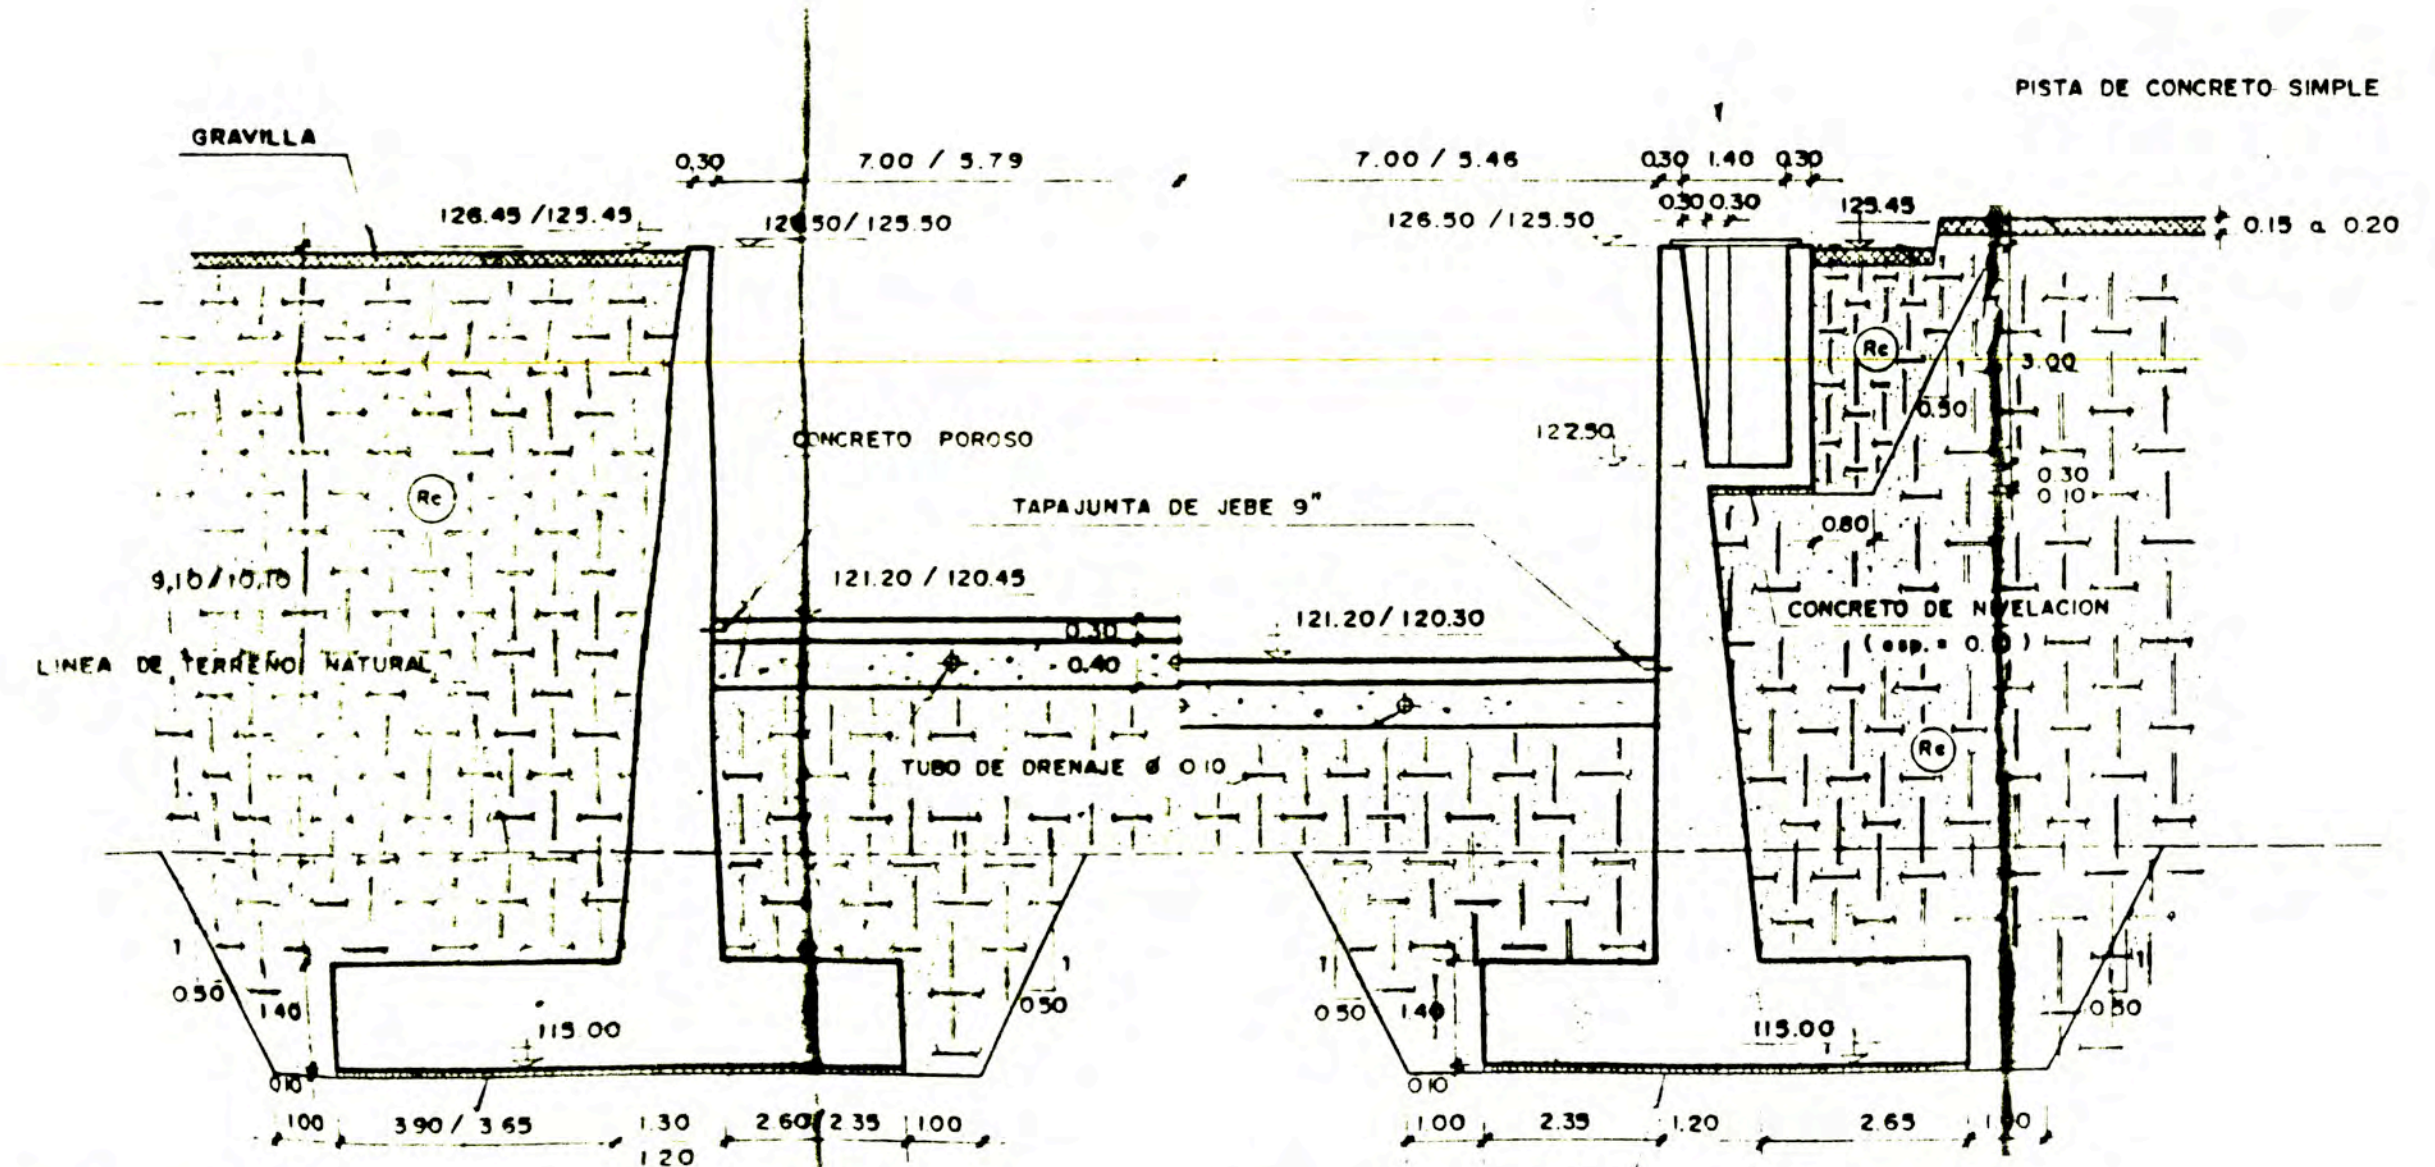 PISTA DE CONCRETO SIMPLE
GRAVILLA
0.30
7.00 / 5.79
7.00 / 5.46
0.30 1.40 0.30
0.30 0.30
126.45 / 125.45
126.50 / 125.50
126.50 / 125.50
125.45
0.15 a 0.20
Rc
1
3.00
0.50
CONCRETO POROSO
122.50
0.30
0.10
Rc
TAPAJUNTA DE JEBE 9"
0.80
9.10 / 10.10
121.20 / 120.45
CONCRETO DE NIVELACION
121.20 / 120.30
0.30
LINEA DE TERRENO NATURAL
0.40
Rc
TUBO DE DRENAJE Ø 0.10
1
0.50
1.40
115.00
1
0.50
1
0.50
1.40
115.00
1
0.50
0.10
0.10
1.00
3.90 / 3.65
1.30
2.60 / 2.35
1.00
1.00
2.35
1.20
2.65
1.00
1.20